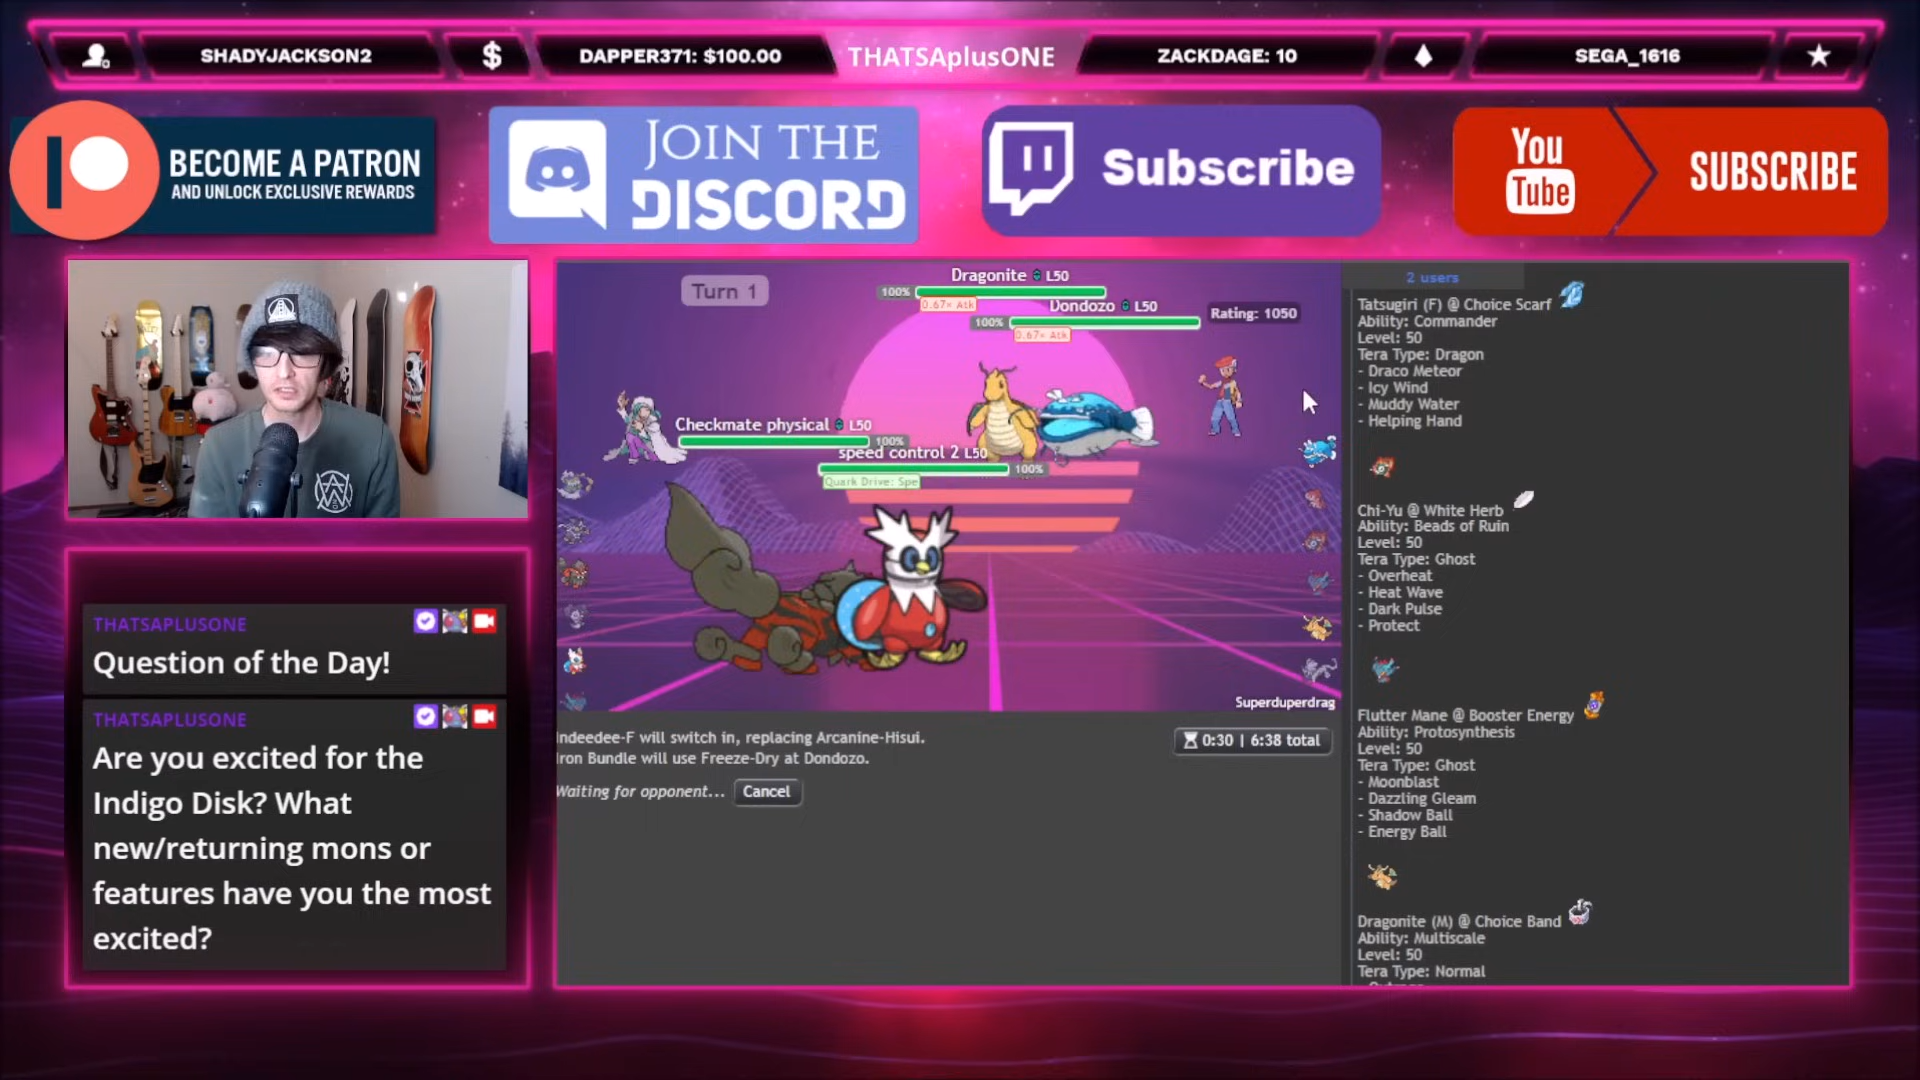 SHADYJACKSON2
$
DAPPER371: $100.00
THATSAplusONE
ZACKDAGE: 10
SEGA_1616
BECOME A PATRON
AND UNLOCK EXCLUSIVE REWARDS
JOIN THE
DISCORD
Subscribe
You
Tube
SUBSCRIBE
Turn 1
Dragonite L50
100%
0.67× Atk
Dondozo L50
100%
0.67× Atk
Rating: 1050
Checkmate physical L50
100%
speed control 2 L50
100%
Quark Drive: Spe
Superduperdrag
Indeedee-F will switch in, replacing Arcanine-Hisui.
Iron Bundle will use Freeze-Dry at Dondozo.
Waiting for opponent... Cancel
0:30 | 6:38 total
2 users
Tatsugiri (F) @ Choice Scarf
Ability: Commander
Level: 50
Tera Type: Dragon
- Draco Meteor
- Icy Wind
- Muddy Water
- Helping Hand
Chi-Yu @ White Herb
Ability: Beads of Ruin
Level: 50
Tera Type: Ghost
- Overheat
- Heat Wave
- Dark Pulse
- Protect
Flutter Mane @ Booster Energy
Ability: Protosynthesis
Level: 50
Tera Type: Ghost
- Moonblast
- Dazzling Gleam
- Shadow Ball
- Energy Ball
Dragonite (M) @ Choice Band
Ability: Multiscale
Level: 50
Tera Type: Normal
THATSAPLUSONE
Question of the Day!
THATSAPLUSONE
Are you excited for the
Indigo Disk? What
new/returning mons or
features have you the most
excited?